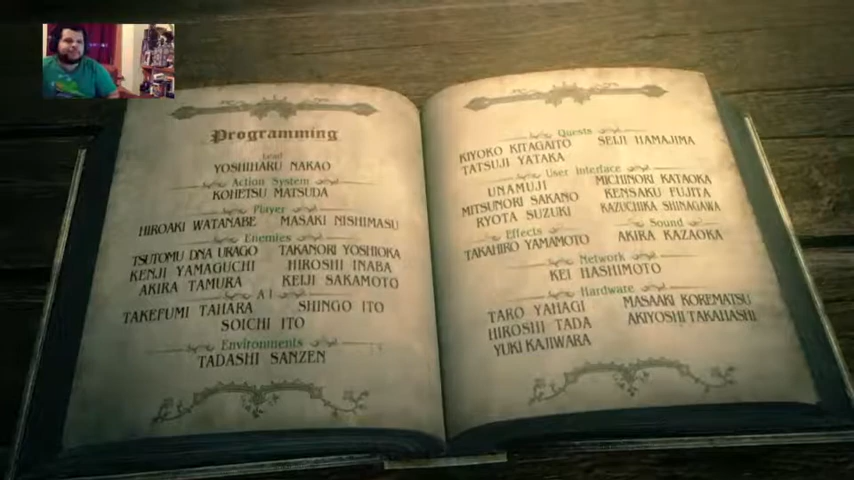 Programming
Lead
YOSHIHARU NAKAO
Action System
KOHETSU MATSUDA
Player
HIROAKI WATANABE MASAKI NISHIMASU
Enemies
TSUTOMU DNA URAGO TAKANORI YOSHIOKA
KENJI YAMAGUCHI HIROSHI INABA
AKIRA TAMURA KEIJI SAKAMOTO
AI
TAKEFUMI TAHARA SHINGO ITO
SOICHI ITO
Environments
TADASHI SANZEN
Quests
KIYOKO KITAGAITO SEIJI HAMAJIMA
TATSUJI YATAKA
User Interface
UNAMUJI MICHINORI KATAOKA
MITSUNORI SAKANO KENSAKU FUJITA
RYOTA SUZUKI KAZUCHIKA SHINAGAWA
Effects Sound
TAKAHIRO YAMAMOTO AKIRA KAZAOKA
Network
KEI HASHIMOTO
Hardware
TARO YAHAGI MASAAKI KOREMATSU
HIROSHI TADA AKIYOSHI TAKAHASHI
YUKI KAJIWARA